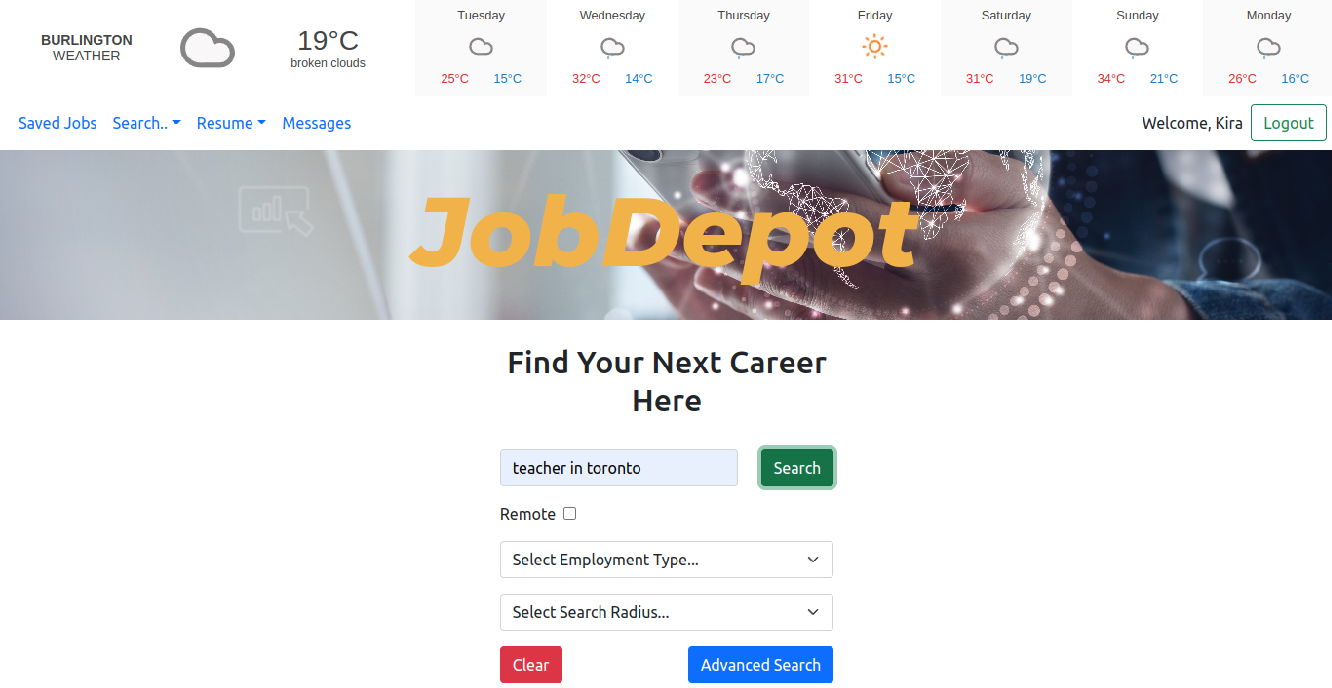 BURLINGTON
WEATHER
19°C
broken clouds
Tuesday
25°C 15°C
Wednesday
32°C 14°C
Thursday
23°C 17°C
Friday
31°C 15°C
Saturday
31°C 19°C
Sunday
34°C 21°C
Monday
26°C 16°C
Saved Jobs Search.. Resume Messages
Welcome, Kira Logout
JobDepot
Find Your Next Career
Here
teacher in toronto Search
Remote
Select Employment Type...
Select Search Radius...
Clear Advanced Search